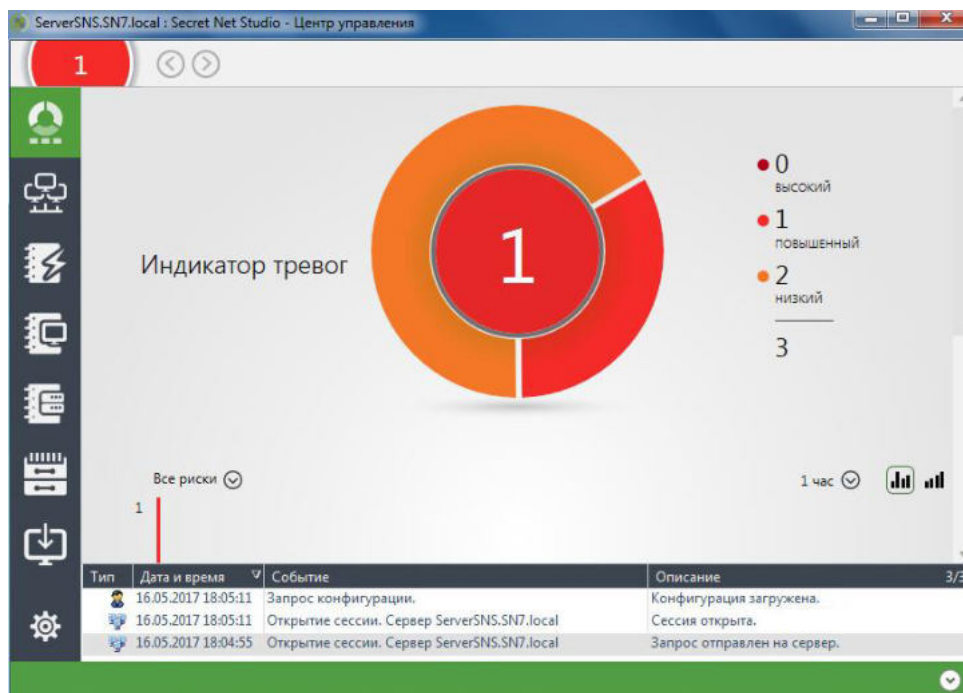 ServerSNS.SN7.local : Secret Net Studio - Центр управления
1
Индикатор тревог
1
0
высокий
1
повышенный
2
низкий
3
Все риски
1 час
1
Тип Дата и время Событие Описание 3/3
16.05.2017 18:05:11 Запрос конфигурации. Конфигурация загружена.
16.05.2017 18:05:11 Открытие сессии. Сервер ServerSNS.SN7.local Сессия открыта.
16.05.2017 18:04:55 Открытие сессии. Сервер ServerSNS.SN7.local Запрос отправлен на сервер.